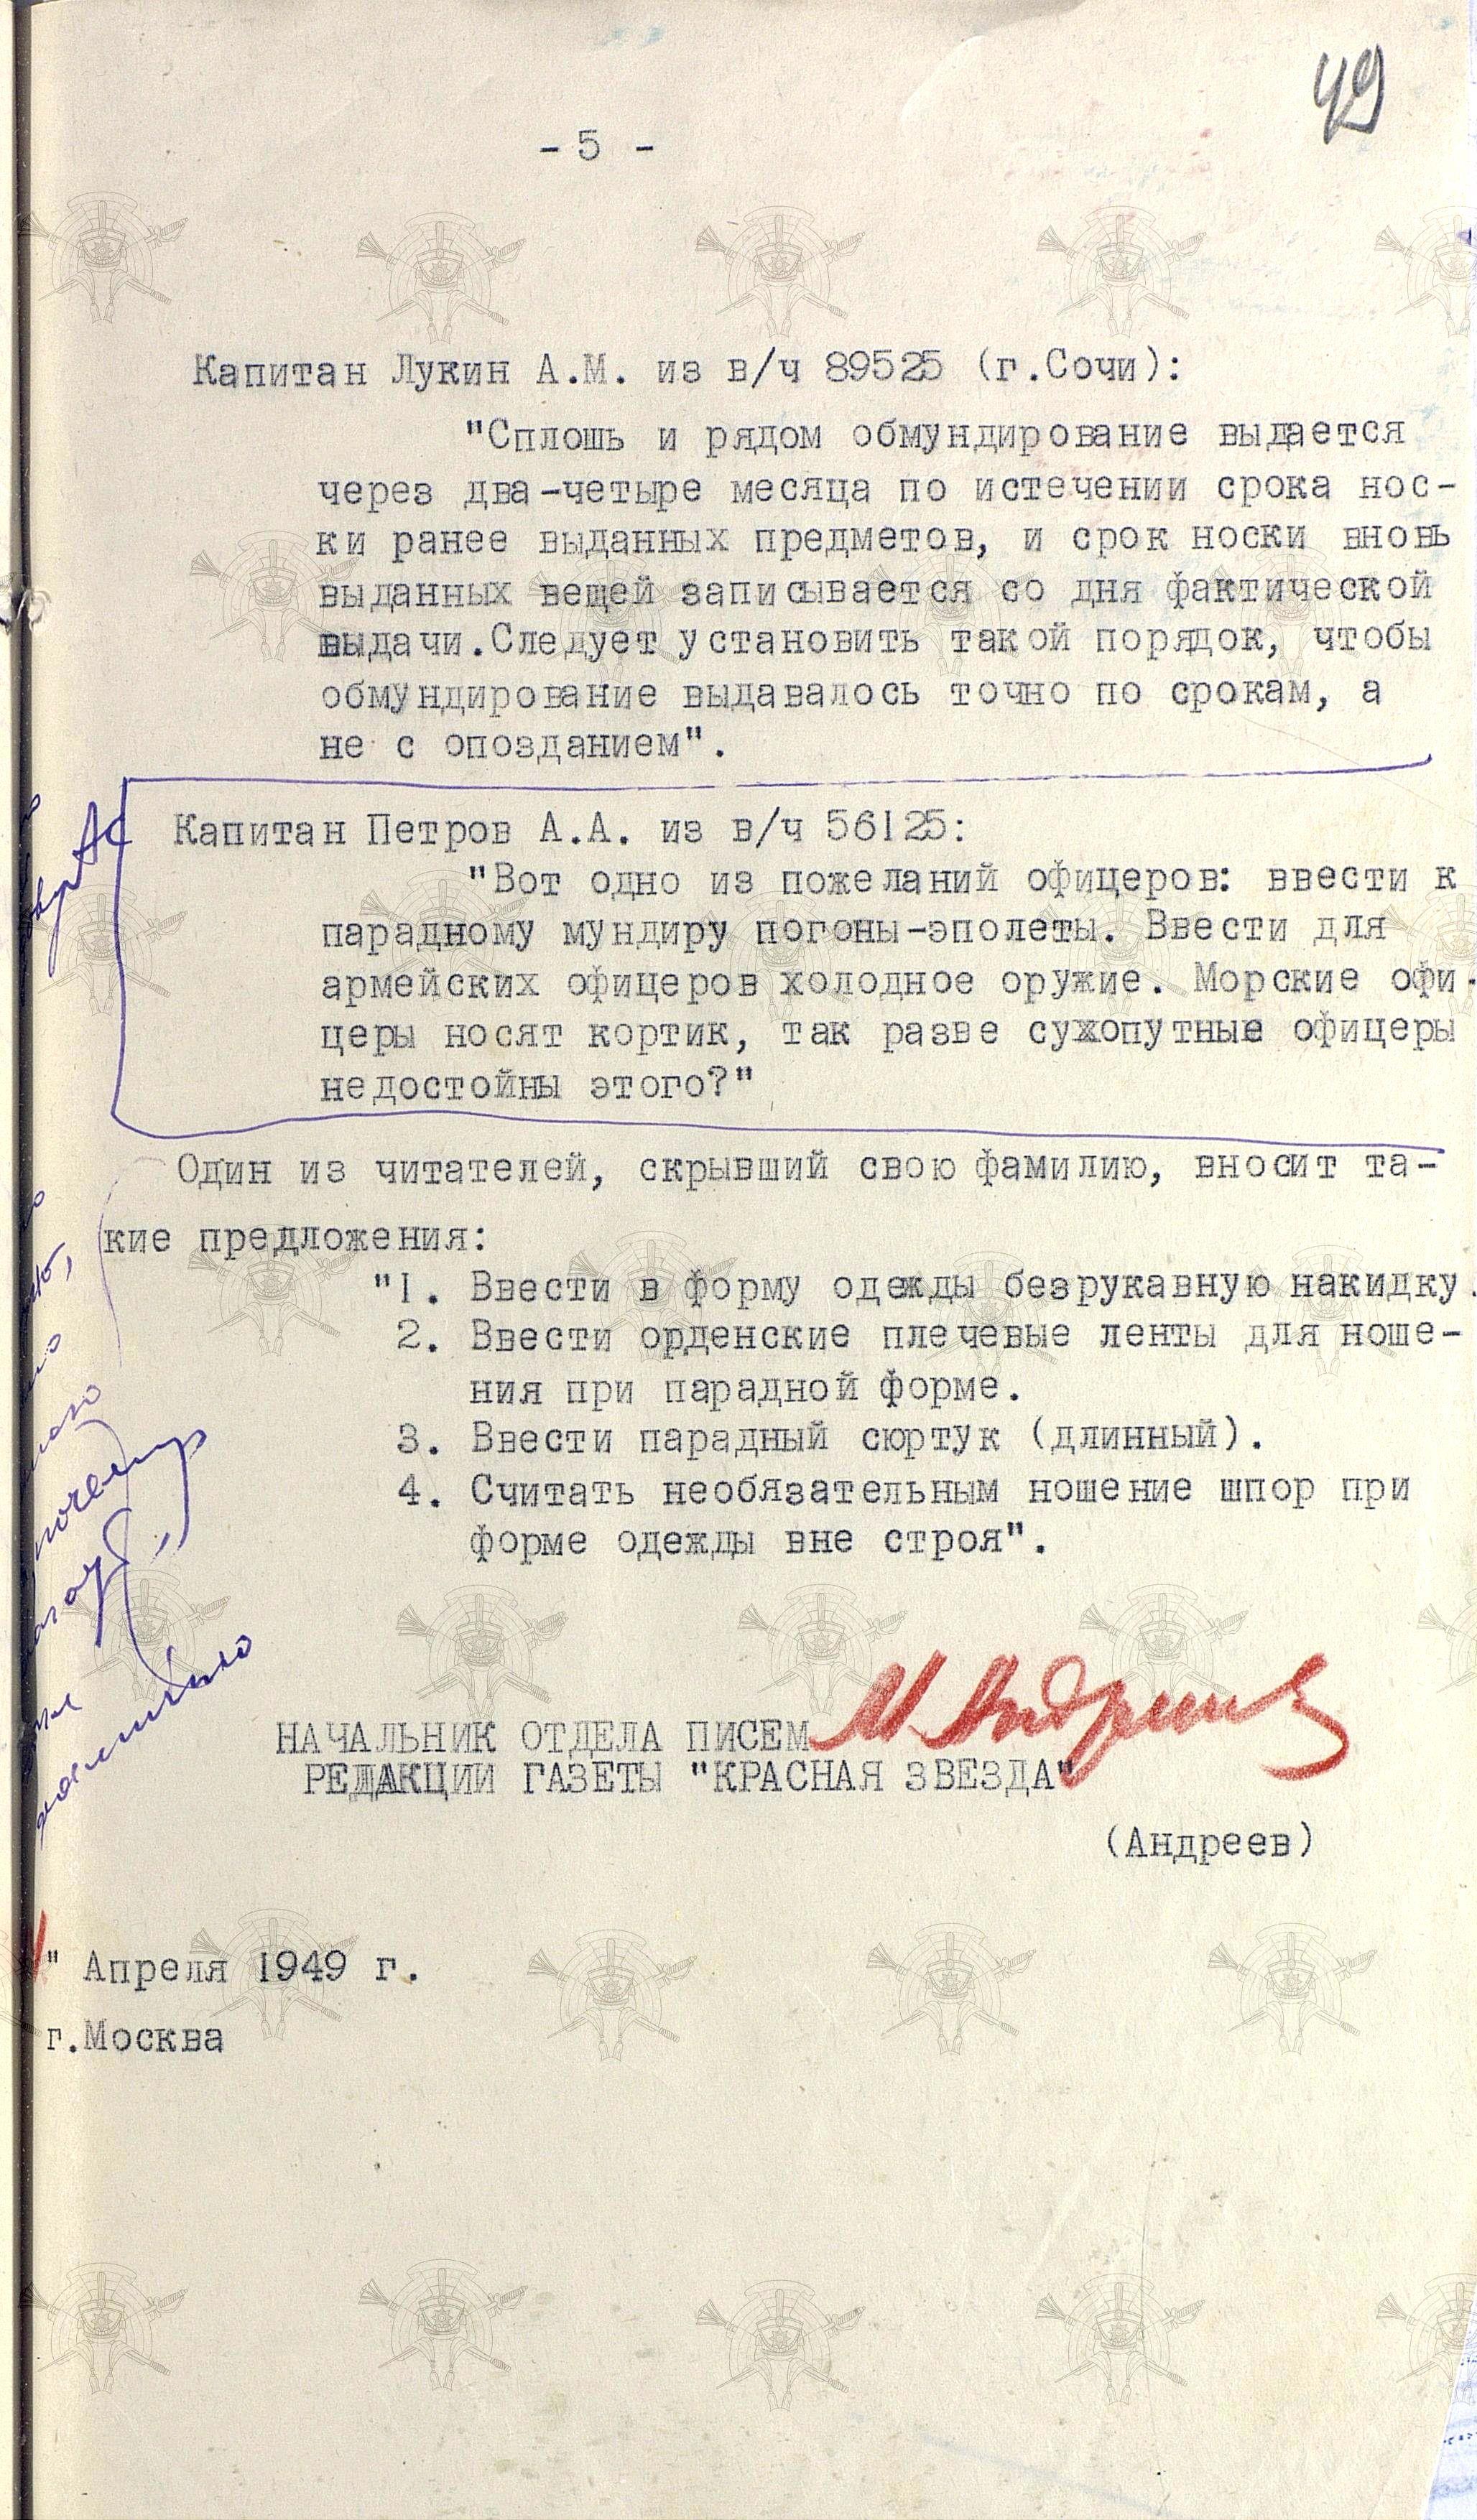 49
- 5 -
Капитан Лукин А.М. из в/ч 89525 (г.Сочи):
"Сплошь и рядом обмундирование выдается
через два-четыре месяца по истечении срока нос-
ки ранее выданных предметов, и срок носки вновь
выданных вещей записывается со дня фактической
выдачи.Следует установить такой порядок, чтобы
обмундирование выдавалось точно по срокам, а
не с опозданием".
Капитан Петров А.А. из в/ч 56125:
"Вот одно из пожеланий офицеров: ввести к
парадному мундиру погоны-эполеты. Ввести для
армейских офицеров холодное оружие. Морские офи-
церы носят кортик, так разве сухопутные офицеры
недостойны этого?"
Один из читателей, скрывший свою фамилию, вносит та-
кие предложения:
"1. Ввести в форму одежды безрукавную накидку.
2. Ввести орденские плечевые ленты для ноше-
ния при парадной форме.
3. Ввести парадный сюртук (длинный).
4. Считать необязательным ношение шпор при
форме одежды вне строя".
НАЧАЛЬНИК ОТДЕЛА ПИСЕМ М. Андреев
РЕДАКЦИИ ГАЗЕТЫ "КРАСНАЯ ЗВЕЗДА"
(Андреев)
" Апреля 1949 г.
г.Москва